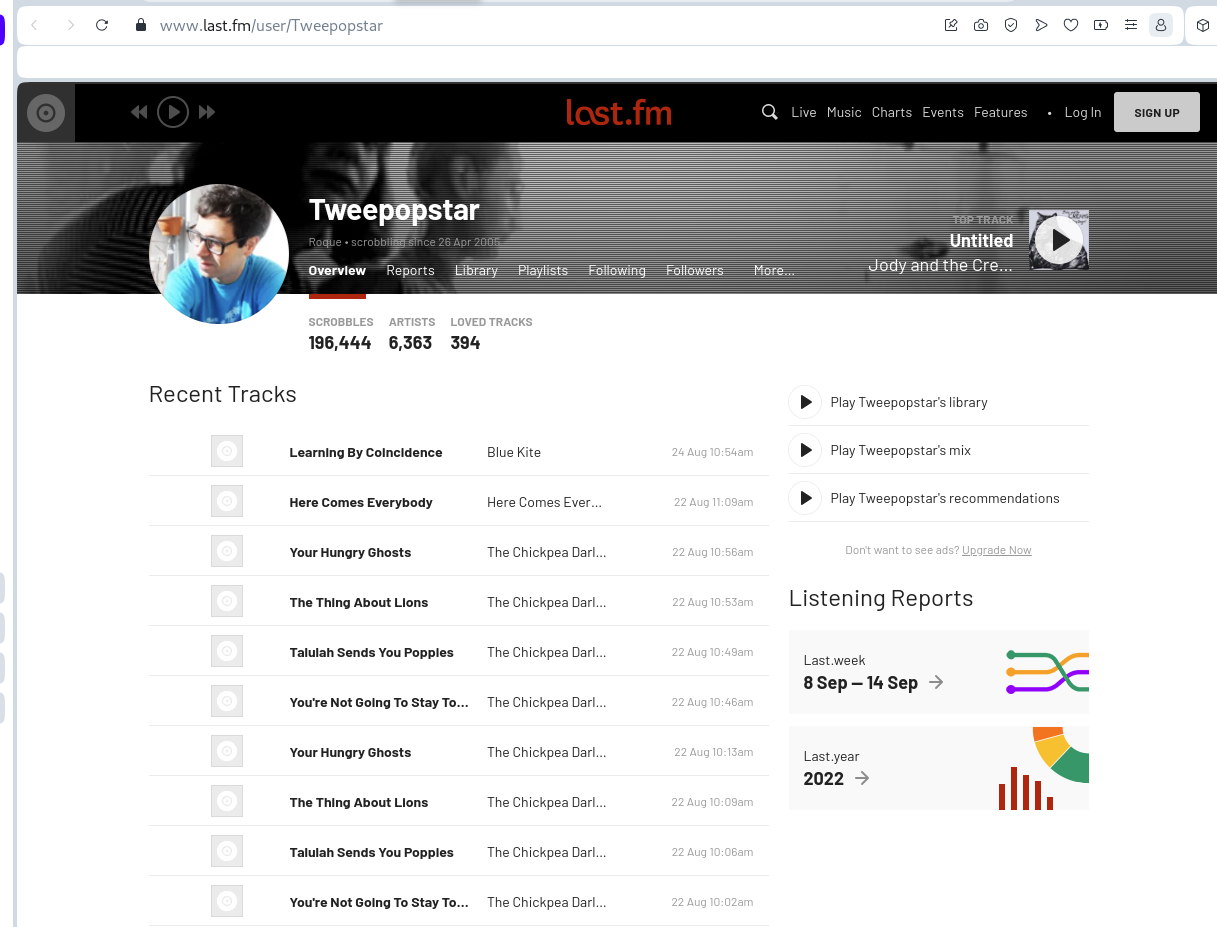 www.last.fm/user/Tweepopstar
last.fm
Live Music Charts Events Features • Log In SIGN UP
Tweepopstar
Roque • scrobbling since 26 Apr 2005
Overview Reports Library Playlists Following Followers More...
TOP TRACK
Untitled
Jody and the Cre...
SCROBBLES ARTISTS LOVED TRACKS
196,444 6,363 394
Recent Tracks
Learning By Coincidence Blue Kite 24 Aug 10:54am
Here Comes Everybody Here Comes Ever... 22 Aug 11:09am
Your Hungry Ghosts The Chickpea Darl... 22 Aug 10:56am
The Thing About Lions The Chickpea Darl... 22 Aug 10:53am
Talulah Sends You Poppies The Chickpea Darl... 22 Aug 10:49am
You're Not Going To Stay To... The Chickpea Darl... 22 Aug 10:46am
Your Hungry Ghosts The Chickpea Darl... 22 Aug 10:13am
The Thing About Lions The Chickpea Darl... 22 Aug 10:09am
Talulah Sends You Poppies The Chickpea Darl... 22 Aug 10:06am
You're Not Going To Stay To... The Chickpea Darl... 22 Aug 10:02am
Play Tweepopstar's library
Play Tweepopstar's mix
Play Tweepopstar's recommendations
Don't want to see ads? Upgrade Now
Listening Reports
Last.week
8 Sep — 14 Sep
Last.year
2022